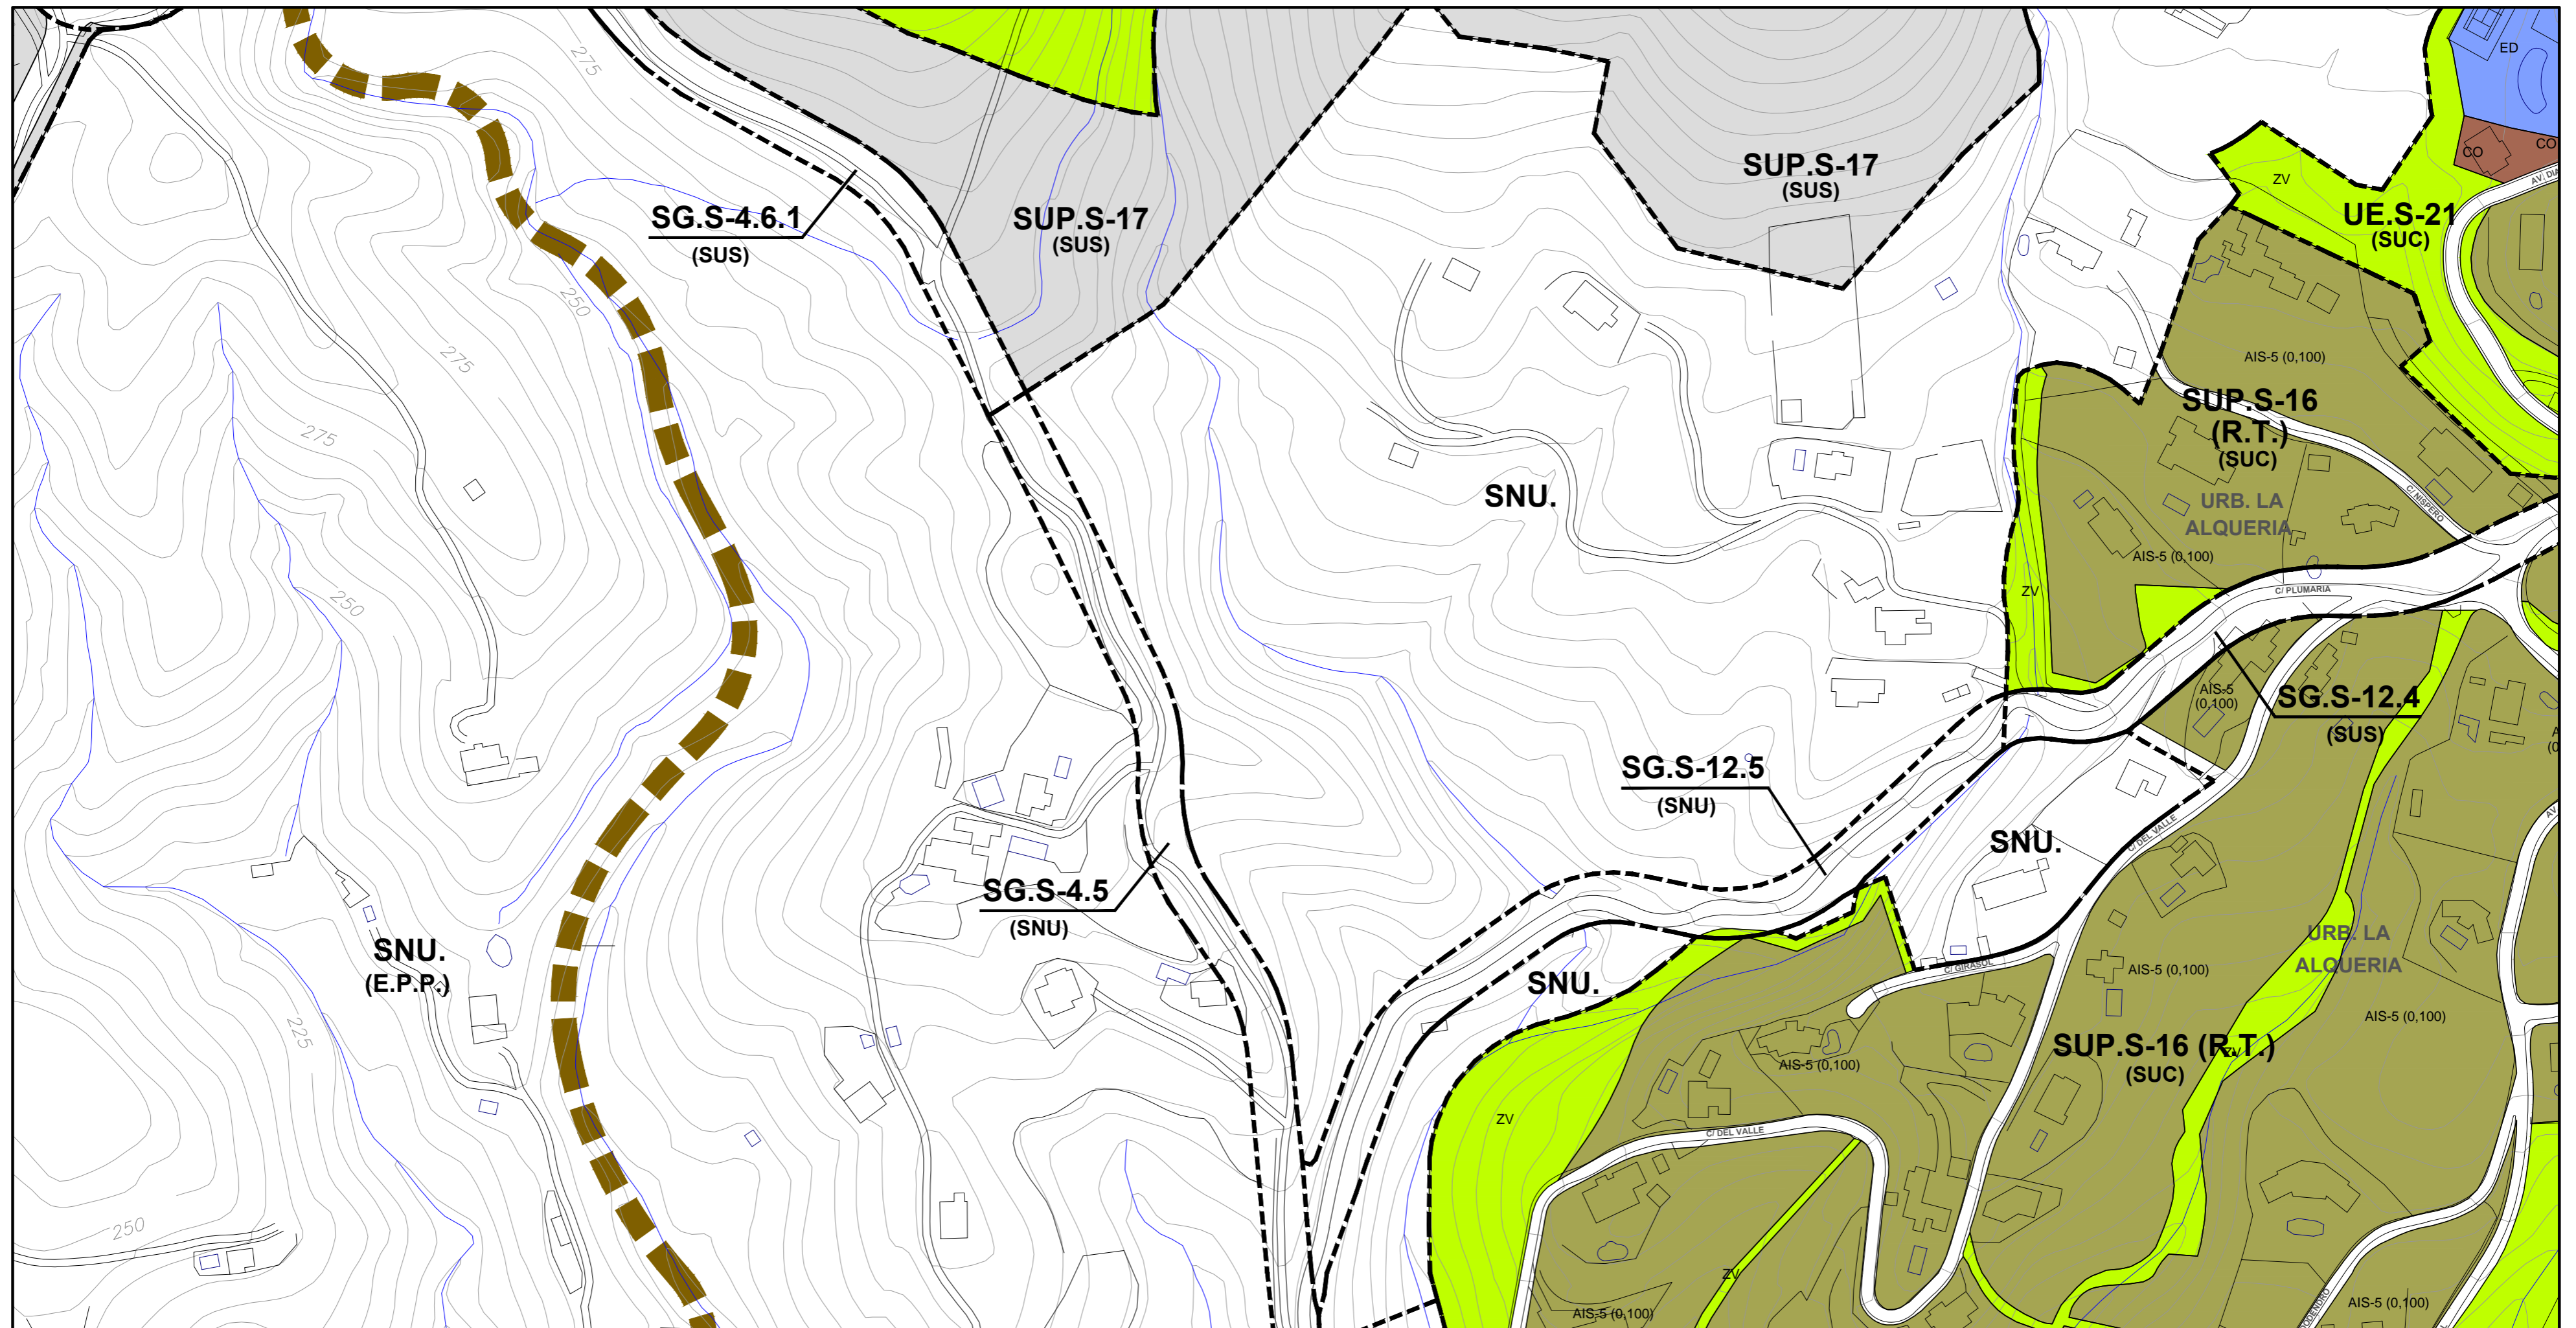 275
ED
CO
CO
SUP.S-17
(SUS)
ZV
SG.S-4.6.1
(SUS)
SUP.S-17
(SUS)
UE.S-21
(SUC)
250
275
AIS-5 (0,100)
SUP.S-16
(R.T.)
(SUC)
275
SNU.
URB. LA
ALQUERIA
C/ NISPERO
AIS-5 (0,100)
250
ZV
C/ PLUMARIA
AIS-5
(0,100)
SG.S-12.4
(SUS)
SG.S-12.5
(SNU)
SNU.
C/ DEL VALLE
SG.S-4.5
(SNU)
SNU.
(E.P.P.)
SNU.
C/ GIRASOL
AIS-5 (0,100)
URB. LA
ALQUERIA
225
AIS-5 (0,100)
SUP.S-16 (R.T.)
(SUC)
ZV
AIS-5 (0,100)
ZV
C/ DEL VALLE
250
ZV
AIS-5 (0,100)
AIS-5 (0,100)